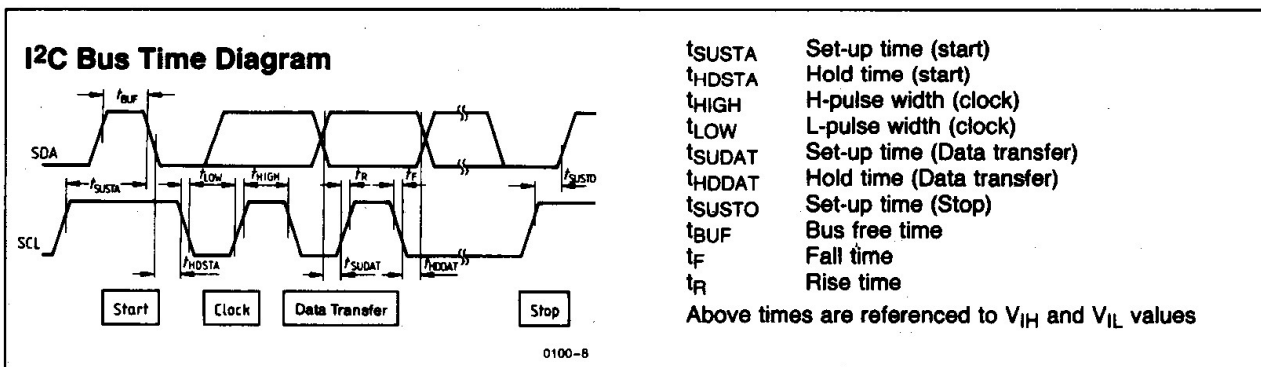 I²C Bus Time Diagram
tBUF
SDA
tSUSTA
tLOW
tHIGH
tR
tF
tSUSTO
SCL
tHDSTA
tSUDAT
tHDDAT
Start
Clock
Data Transfer
Stop
0100–8
tSUSTA Set-up time (start)
tHDSTA Hold time (start)
tHIGH H-pulse width (clock)
tLOW L-pulse width (clock)
tSUDAT Set-up time (Data transfer)
tHDDAT Hold time (Data transfer)
tSUSTO Set-up time (Stop)
tBUF Bus free time
tF Fall time
tR Rise time
Above times are referenced to VIH and VIL values